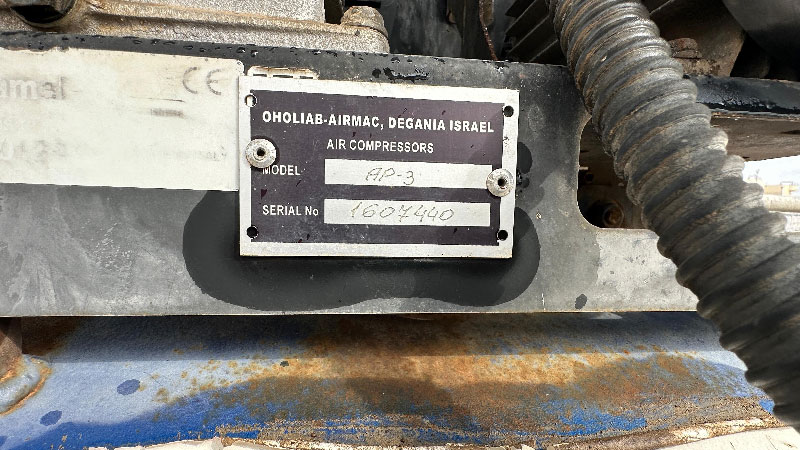 CE
OHOLIAB-AIRMAC, DEGANIA ISRAEL
AIR COMPRESSORS
MODEL AP-3
SERIAL No 1607440